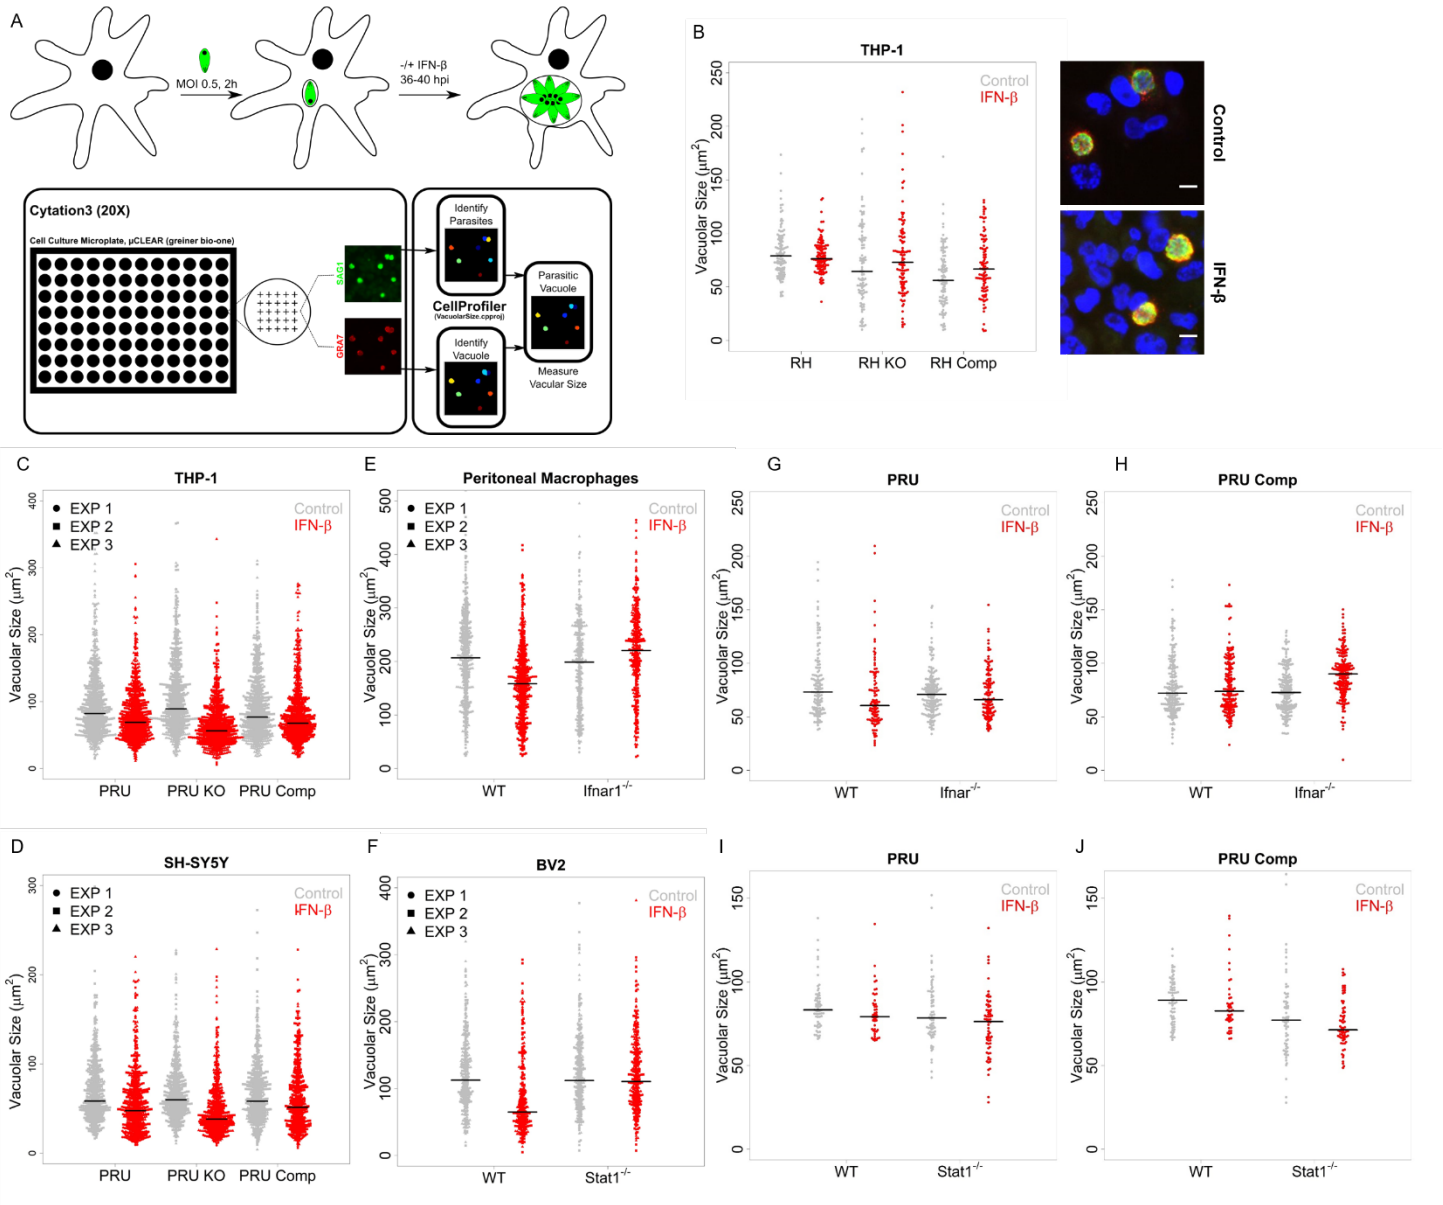 A
MOI 0.5, 2h
-/+ IFN-β
36-40 hpi
Cytation3 (20X)
Cell Culture Microplate, µCLEAR (greiner bio-one)
SAG1
GRA7
Identify
Parasites
CellProfiler
(VacuolarSize.cpproj)
Identify
Vacuole
Parasitic
Vacuole
Measure
Vacular Size
B
THP-1
Control
IFN-β
Vacuolar Size (µm²)
250
200
150
100
50
0
RH
RH KO
RH Comp
Control
IFN-β
C
THP-1
EXP 1
EXP 2
EXP 3
Control
IFN-β
Vacuolar Size (µm²)
400
300
200
100
0
PRU
PRU KO
PRU Comp
E
Peritoneal Macrophages
EXP 1
EXP 2
EXP 3
Control
IFN-β
Vacuolar Size (µm²)
500
400
300
200
100
0
WT
Ifnar1-/-
G
PRU
Control
IFN-β
Vacuolar Size (µm²)
250
200
150
100
50
0
WT
Ifnar-/-
H
PRU Comp
Control
IFN-β
Vacuolar Size (µm²)
250
200
150
100
50
0
WT
Ifnar-/-
D
SH-SY5Y
EXP 1
EXP 2
EXP 3
Control
IFN-β
Vacuolar Size (µm²)
300
200
100
0
PRU
PRU KO
PRU Comp
F
BV2
EXP 1
EXP 2
EXP 3
Control
IFN-β
Vacuolar Size (µm²)
400
300
200
100
0
WT
Stat1-/-
I
PRU
Control
IFN-β
Vacuolar Size (µm²)
150
100
50
0
WT
Stat1-/-
J
PRU Comp
Control
IFN-β
Vacuolar Size (µm²)
150
100
50
0
WT
Stat1-/-